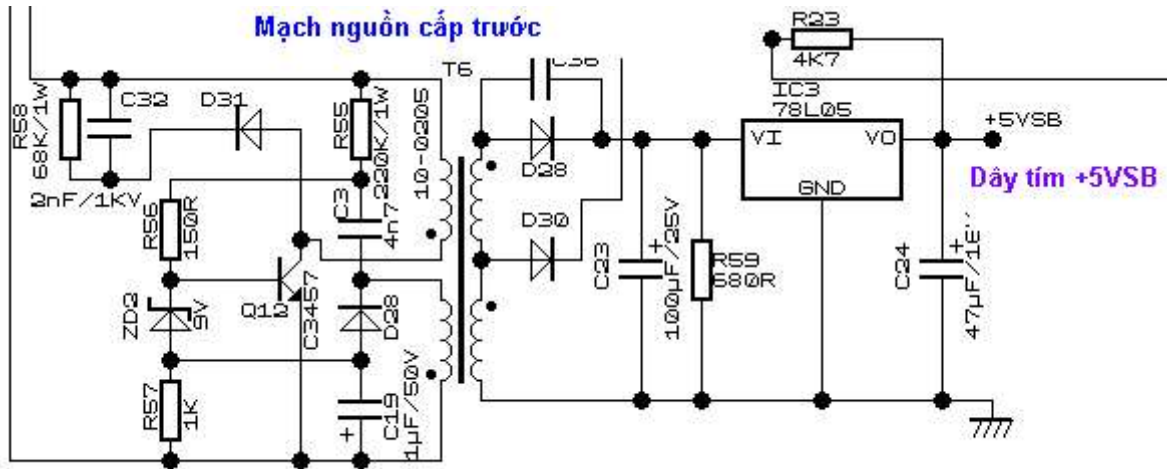 Mạch nguồn cấp trước
R23
4K7
T6
IC3
78L05
C32
D31
R58
68K/1W
R55
220K/1W
10-0205
+5VSB
VI
VO
GND
D28
Dây tím +5VSB
2nF/1KV
R56
150R
C3
4n7
D30
C23
100µF/25V
R59
680R
C24
ZD2
9V
Q12
C3457
D28
R57
1K
C19
1µF/50V